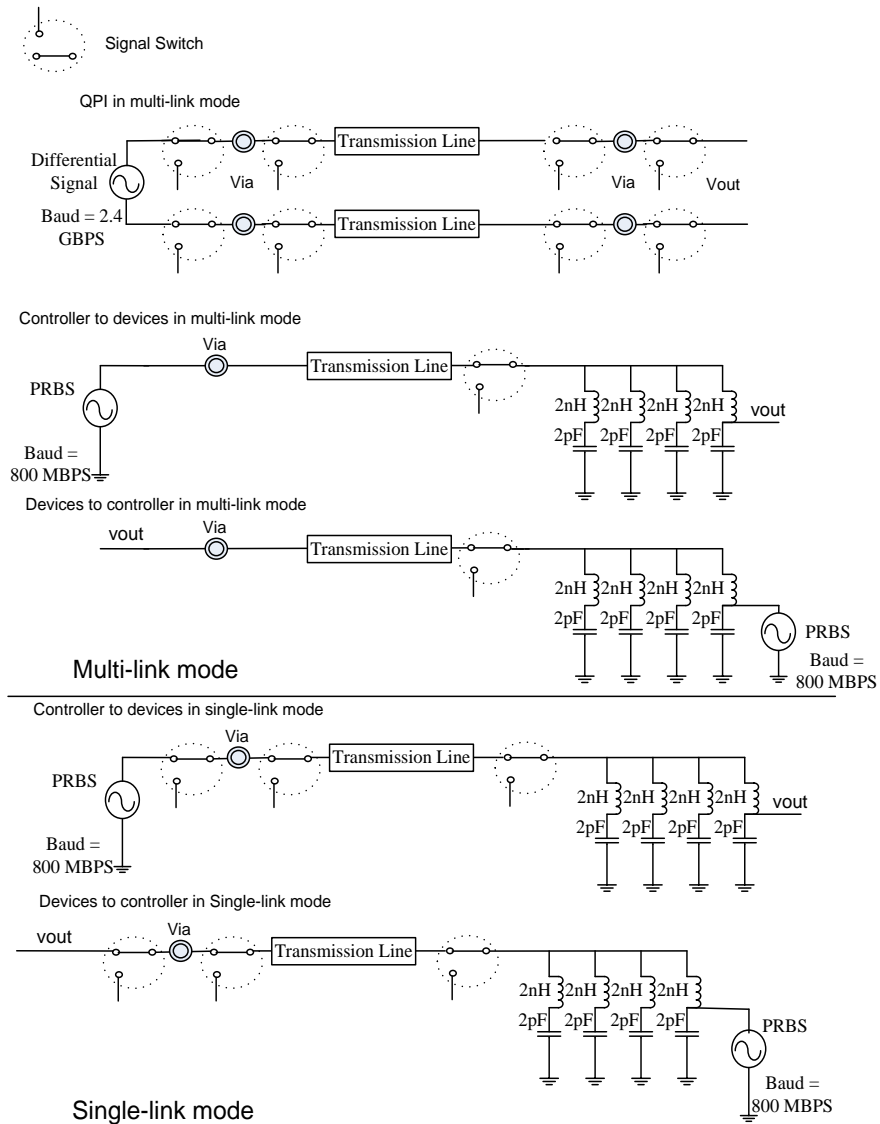 Signal Switch
QPI in multi-link mode
Transmission Line
Differential
Signal
Via
Via
Vout
Baud = 2.4
GBPS
Transmission Line
Controller to devices in multi-link mode
Via
Transmission Line
PRBS
2nH 2nH 2nH 2nH
vout
2pF 2pF 2pF 2pF
Baud =
800 MBPS
Devices to controller in multi-link mode
vout
Via
Transmission Line
2nH 2nH 2nH 2nH
2pF 2pF 2pF 2pF
PRBS
Baud =
800 MBPS
Multi-link mode
Controller to devices in single-link mode
Via
Transmission Line
PRBS
2nH 2nH 2nH 2nH
vout
2pF 2pF 2pF 2pF
Baud =
800 MBPS
Devices to controller in Single-link mode
vout
Via
Transmission Line
2nH 2nH 2nH 2nH
2pF 2pF 2pF 2pF
PRBS
Baud =
800 MBPS
Single-link mode